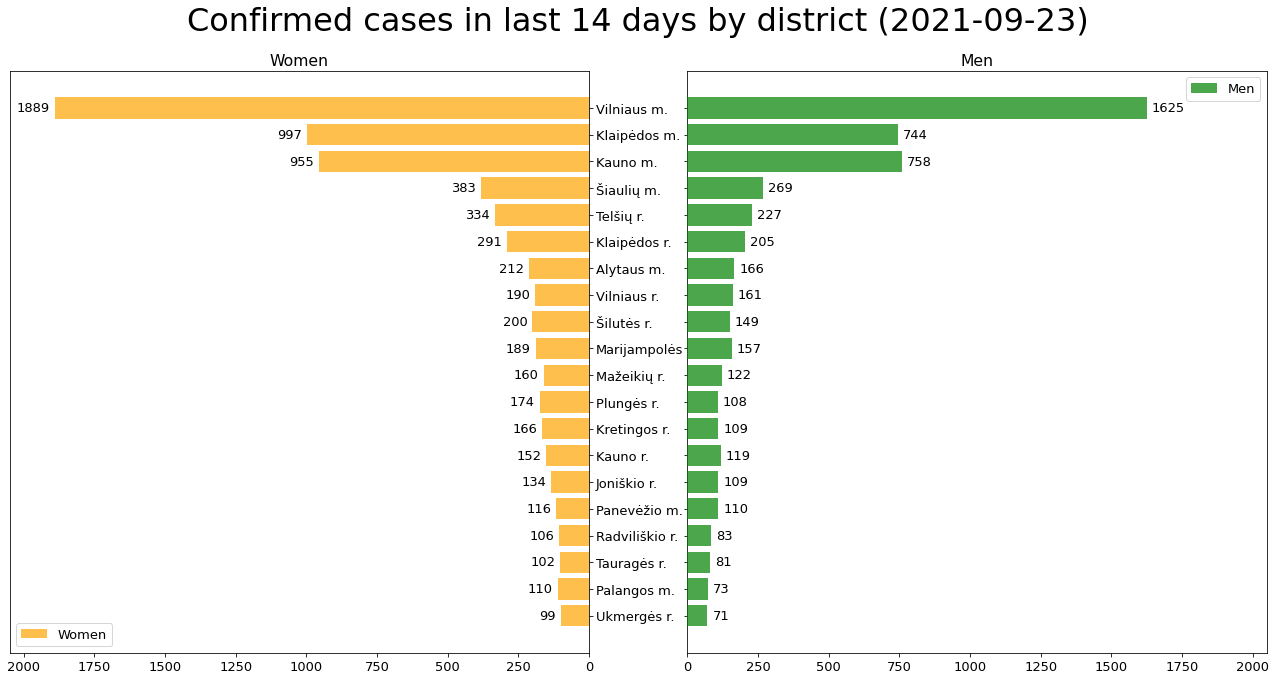 Confirmed cases in last 14 days by district (2021-09-23)
Women Men
Men
1889 Vilniaus m. 1625
997 Klaipėdos m. 744
955 Kauno m. 758
383 Šiaulių m. 269
334 Telšių r. 227
291 Klaipėdos r. 205
212 Alytaus m. 166
190 Vilniaus r. 161
200 Šilutės r. 149
189 Marijampolės 157
160 Mažeikių r. 122
174 Plungės r. 108
166 Kretingos r. 109
152 Kauno r. 119
134 Joniškio r. 109
116 Panevėžio m. 110
106 Radviliškio r. 83
102 Tauragės r. 81
110 Palangos m. 73
99 Ukmergės r. 71
Women
2000 1750 1500 1250 1000 750 500 250 0 0 250 500 750 1000 1250 1500 1750 2000